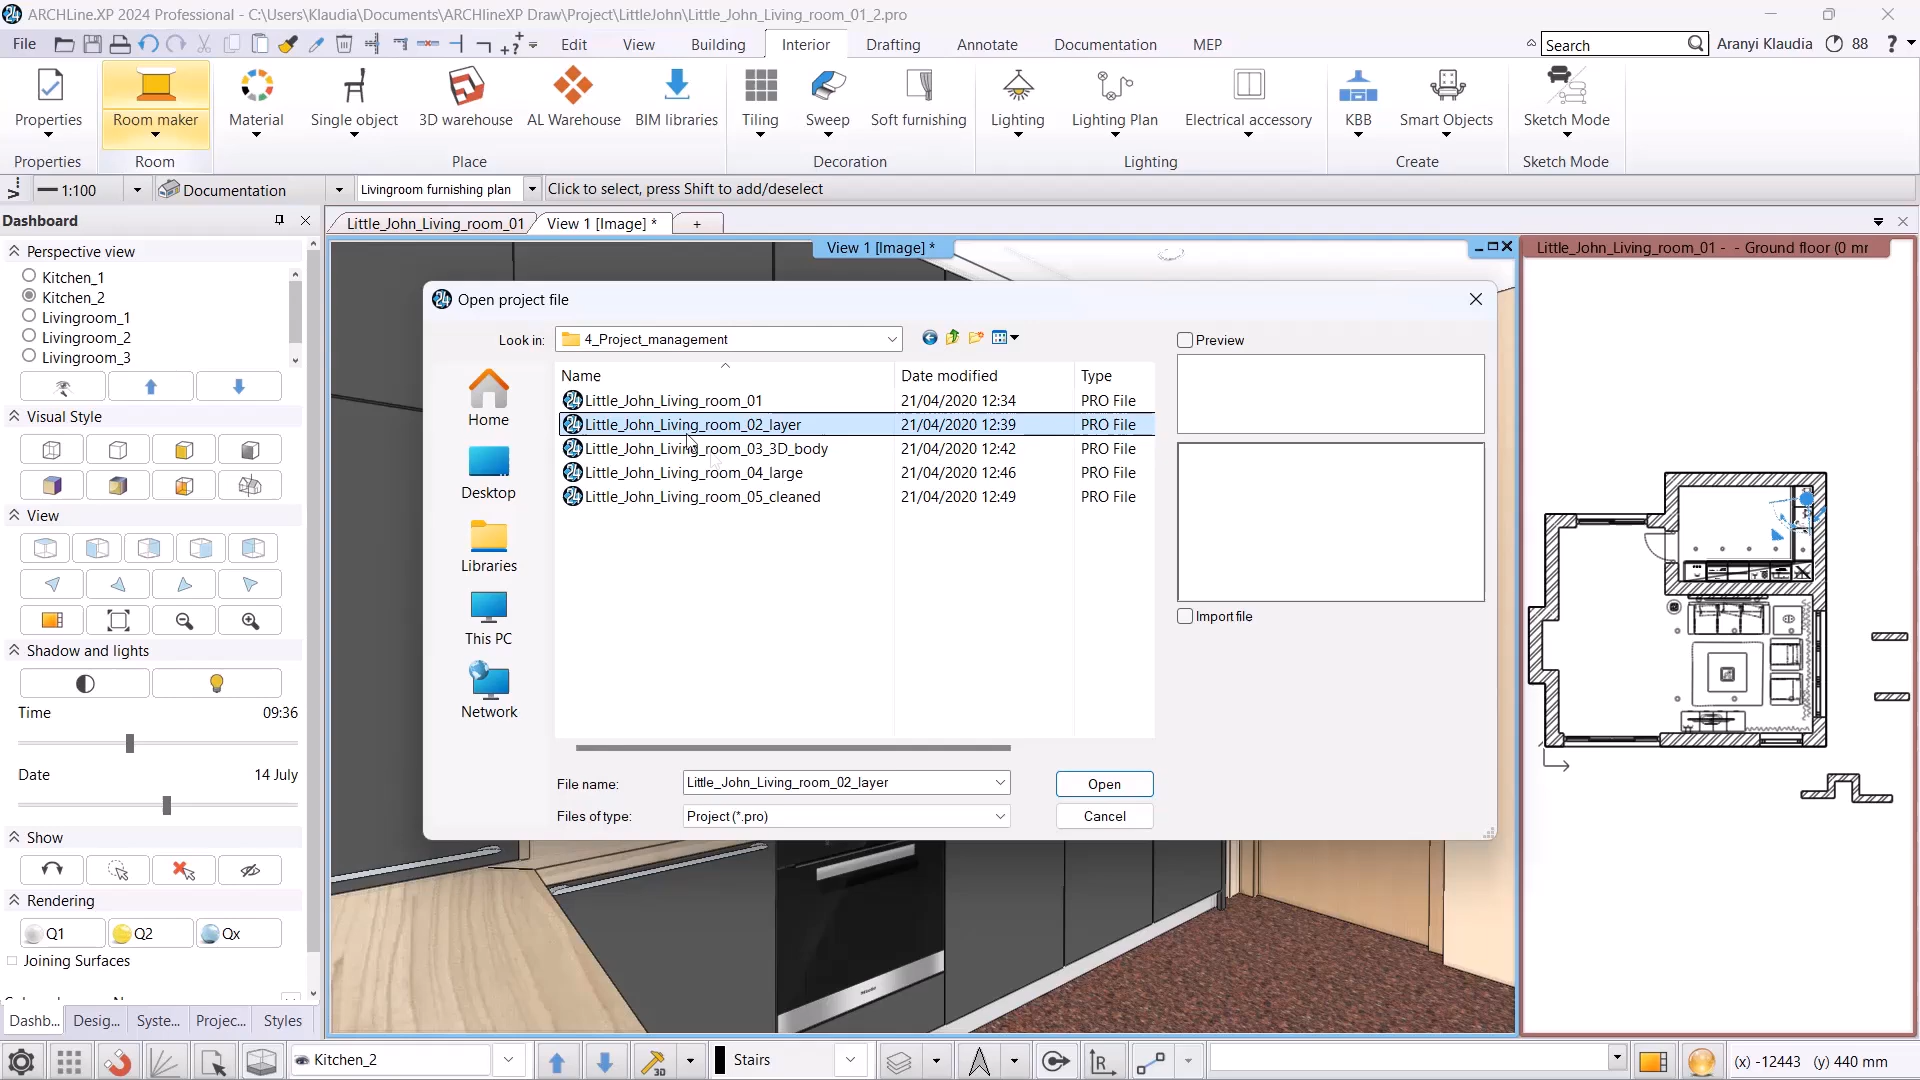 ARCHLine.XP 2024 Professional - C:\Users\Klaudia\Documents\ARCHlineXP Draw\Project\LittleJohn\Little_John_Living_room_01_2.pro
File Edit View Building Interior Drafting Annotate Documentation MEP Search Aranyi Klaudia 88 ?
Properties Room maker Material Single object 3D warehouse AL Warehouse BIM libraries Tiling Sweep Soft furnishing Lighting Lighting Plan Electrical accessory KBB Smart Objects Sketch Mode
Properties Room Place Decoration Lighting Create Sketch Mode
1:100 Documentation Livingroom furnishing plan Click to select, press Shift to add/deselect
Dashboard
Little_John_Living_room_01 View 1 [Image] * +
View 1 [Image] *
Little_John_Living_room_01 - - Ground floor (0 mr
Perspective view
Kitchen_1
Kitchen_2
Livingroom_1
Livingroom_2
Livingroom_3
Visual Style
View
Shadow and lights
Time 09:36
Date 14 July
Show
Rendering
Q1 Q2 Qx
Joining Surfaces
Dashb... Desig... Syste... Projec... Styles
Open project file
Look in: 4_Project_management
Preview
Home
Desktop
Libraries
This PC
Network
Name Date modified Type
Little_John_Living_room_01 21/04/2020 12:34 PRO File
Little_John_Living_room_02_layer 21/04/2020 12:39 PRO File
Little_John_Living_room_03_3D_body 21/04/2020 12:42 PRO File
Little_John_Living_room_04_large 21/04/2020 12:46 PRO File
Little_John_Living_room_05_cleaned 21/04/2020 12:49 PRO File
Import file
File name: Little_John_Living_room_02_layer Open
Files of type: Project (*.pro) Cancel
Miele
Kitchen_2 3D Stairs (x) -12443 (y) 440 mm